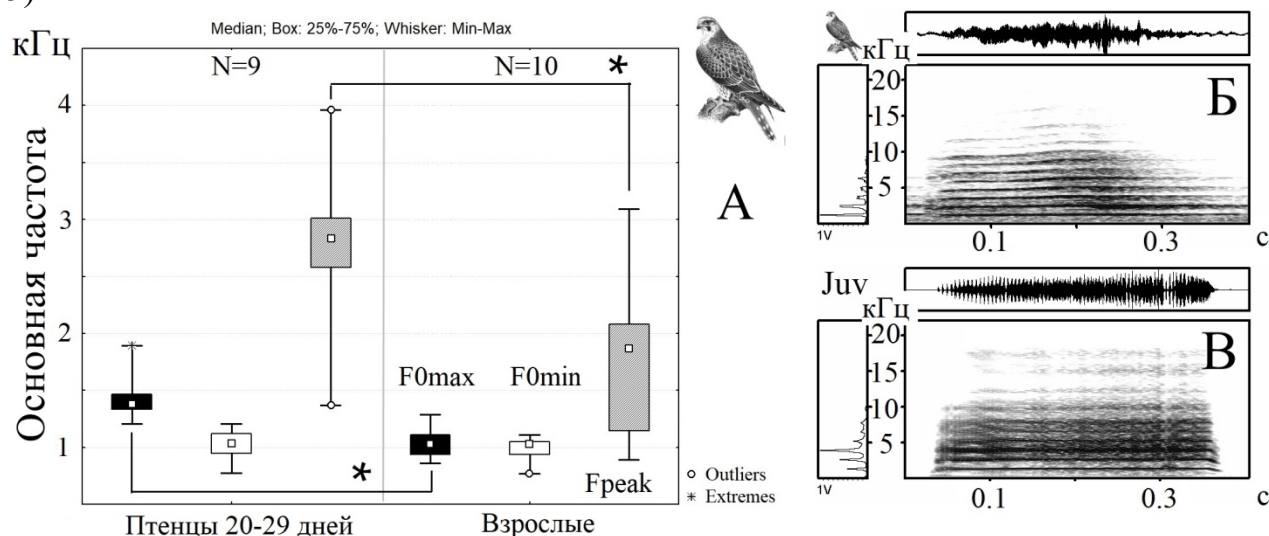 Median; Box: 25%-75%; Whisker: Min-Max
кГц
N=9
N=10
*
4
3
2
1
Основная частота
F0max
F0min
Fpeak
*
Outliers
Extremes
Птенцы 20-29 дней
Взрослые
А
кГц
Б
20
15
10
5
1V
0.1
0.3
с
Juv
кГц
В
20
15
10
5
1V
0.1
0.3
с